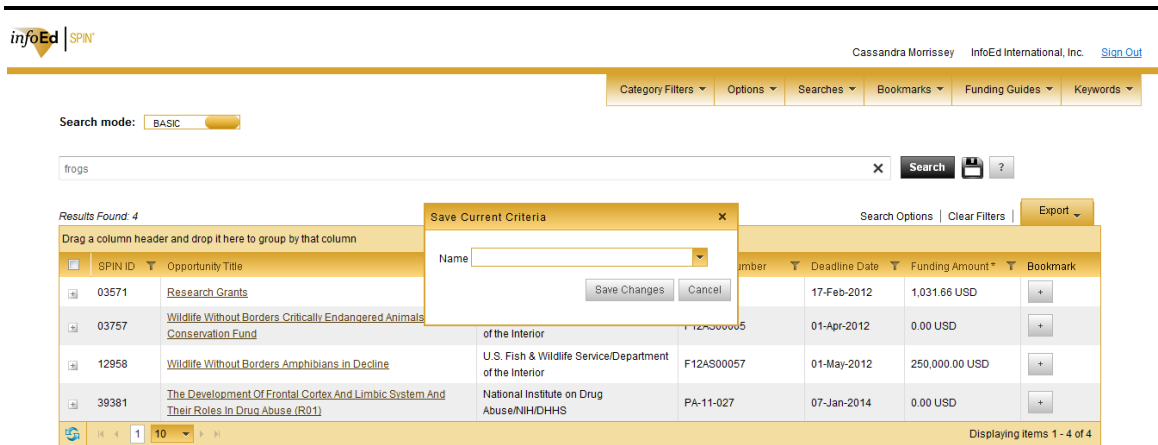 infoEd SPIN
Cassandra Morrissey InfoEd International, Inc. Sign Out
Category Filters Options Searches Bookmarks Funding Guides Keywords
Search mode: BASIC
frogs Search ?
Results Found: 4 Search Options | Clear Filters | Export
Save Current Criteria
Name
Save Changes Cancel
Drag a column header and drop it here to group by that column
SPIN ID Opportunity Title Deadline Date Funding Amount Bookmark
03571 Research Grants 17-Feb-2012 1,031.66 USD +
03757 Wildlife Without Borders Critically Endangered Animals
Conservation Fund of the Interior 01-Apr-2012 0.00 USD +
12958 Wildlife Without Borders Amphibians in Decline U.S. Fish & Wildlife Service/Department
of the Interior F12AS00057 01-May-2012 250,000.00 USD +
39381 The Development Of Frontal Cortex And Limbic System And
Their Roles In Drug Abuse (R01) National Institute on Drug
Abuse/NIH/DHHS PA-11-027 07-Jan-2014 0.00 USD +
1 10 Displaying items 1 - 4 of 4